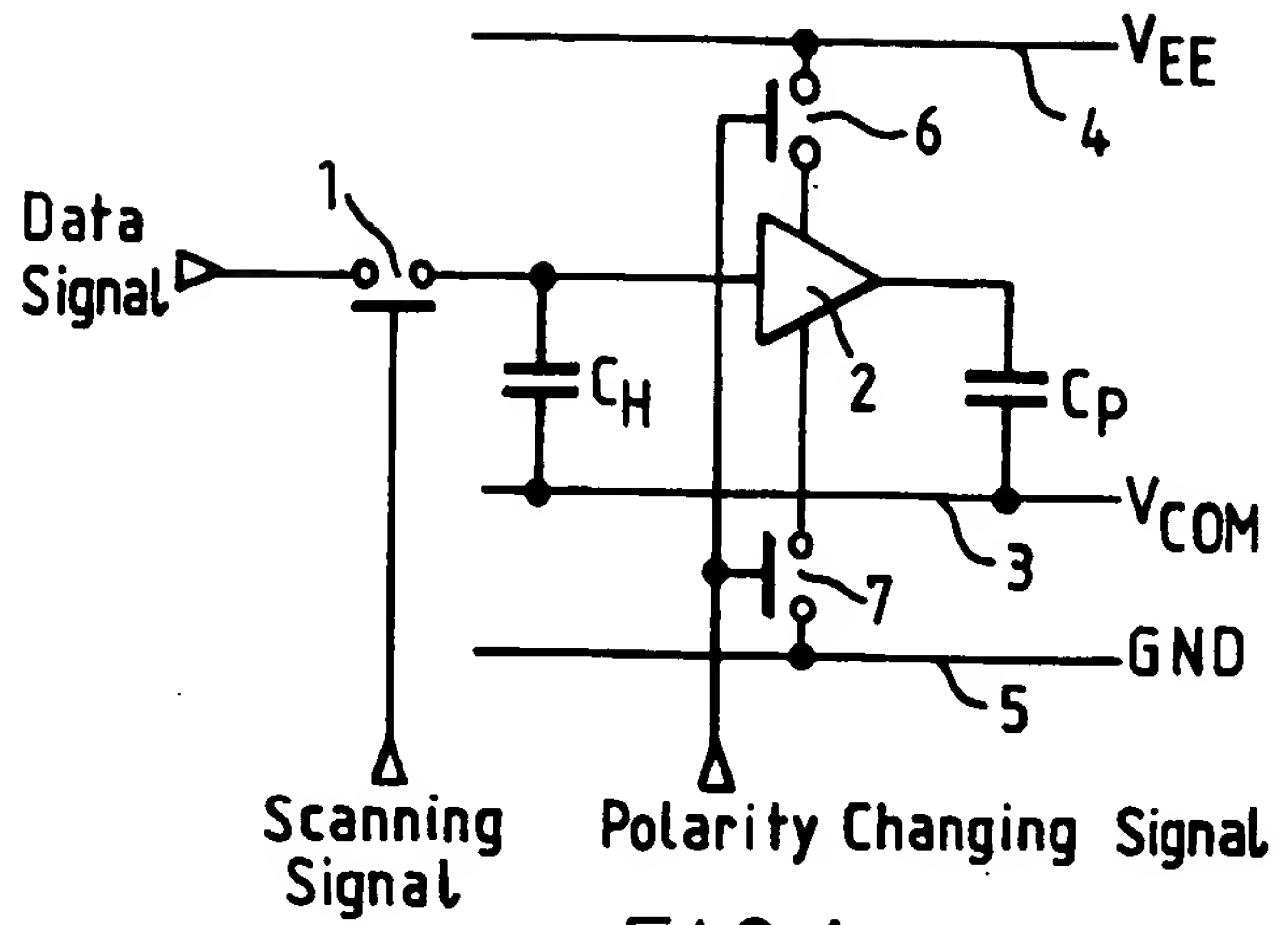 V_EE
4
6
1
Data
Signal
2
C_H
C_P
V_COM
3
7
GND
5
Scanning
Signal
Polarity Changing Signal